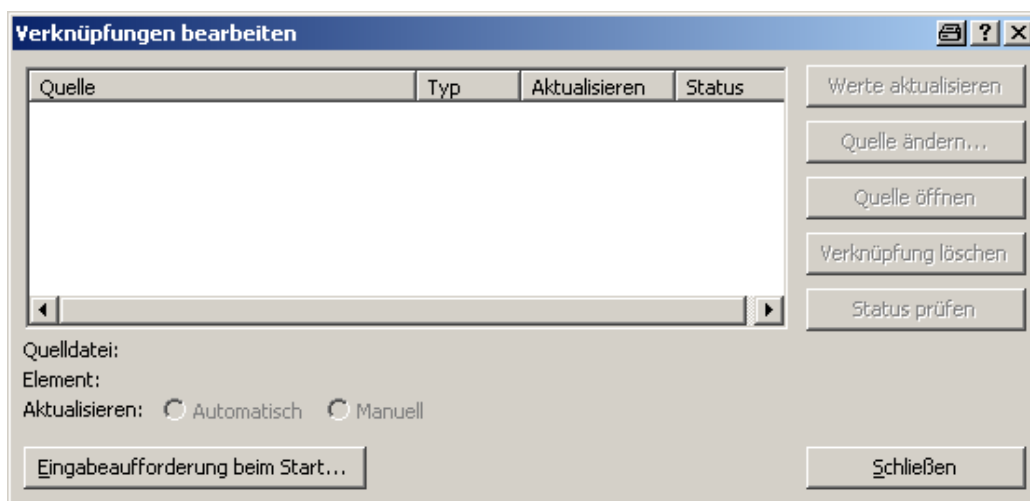 Verknüpfungen bearbeiten
Quelle Typ Aktualisieren Status
Werte aktualisieren
Quelle ändern...
Quelle öffnen
Verknüpfung löschen
Status prüfen
Quelldatei:
Element:
Aktualisieren: Automatisch Manuell
Eingabeaufforderung beim Start... Schließen